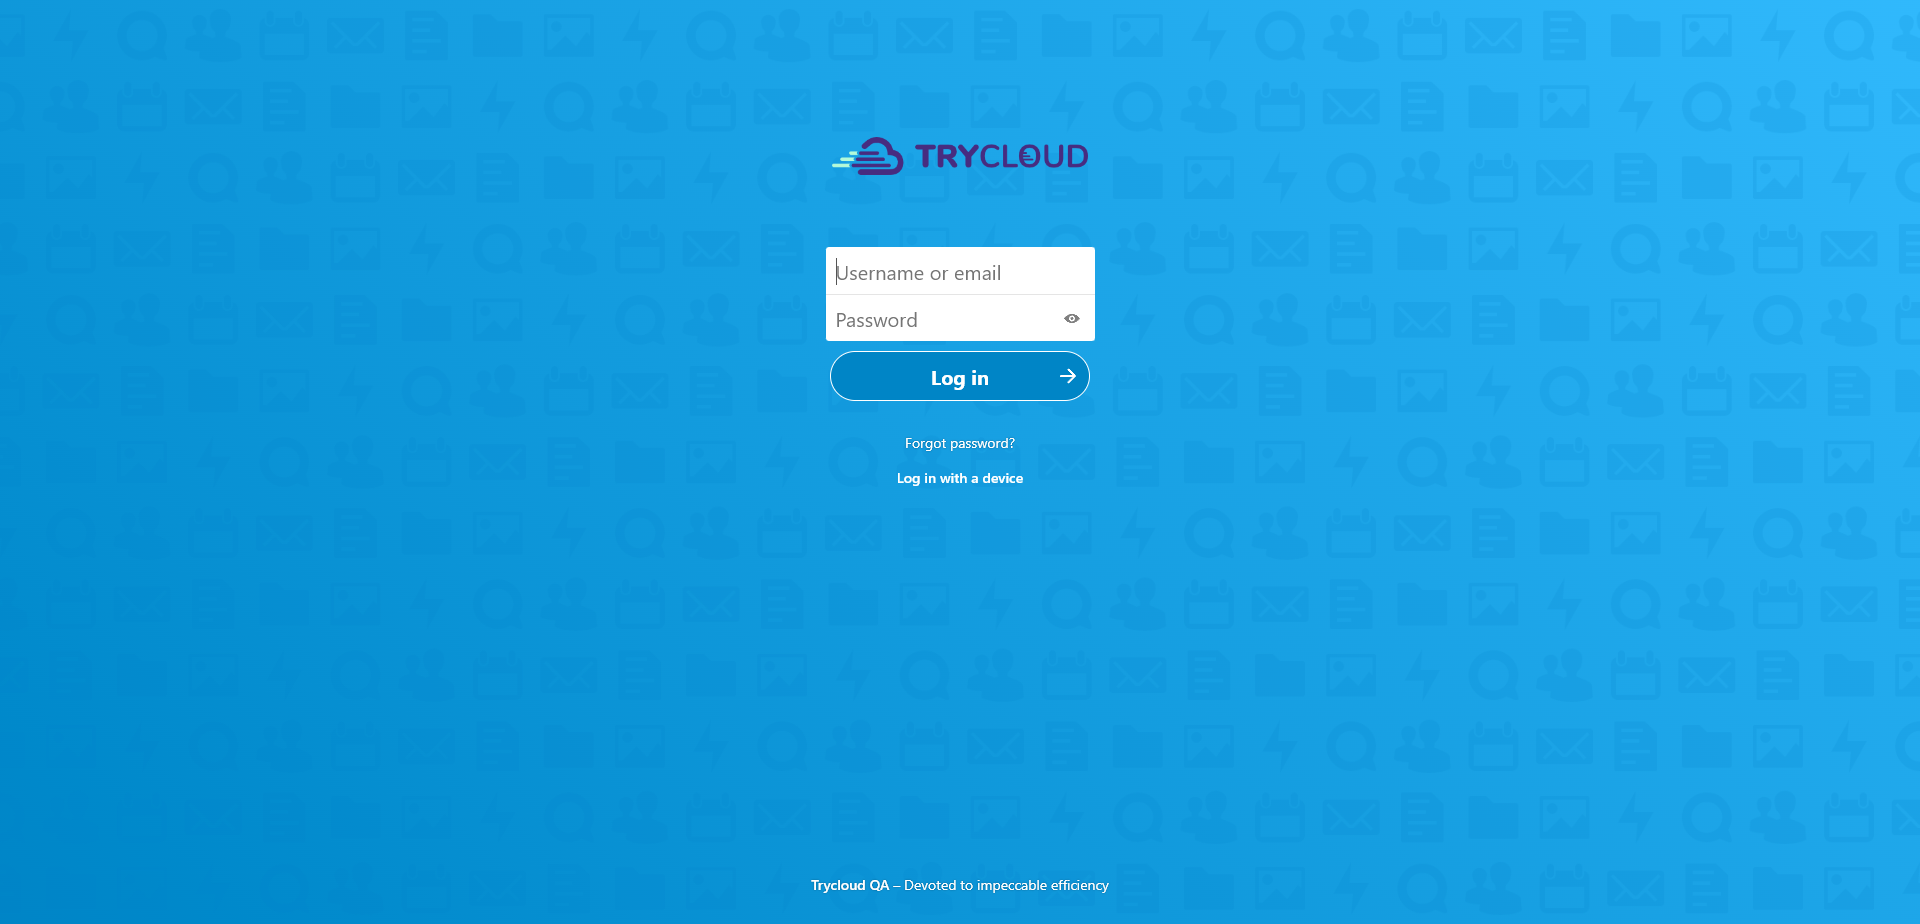 TRYCLOUD
Username or email
Password
Log in
Forgot password?
Log in with a device
Trycloud QA – Devoted to impeccable efficiency